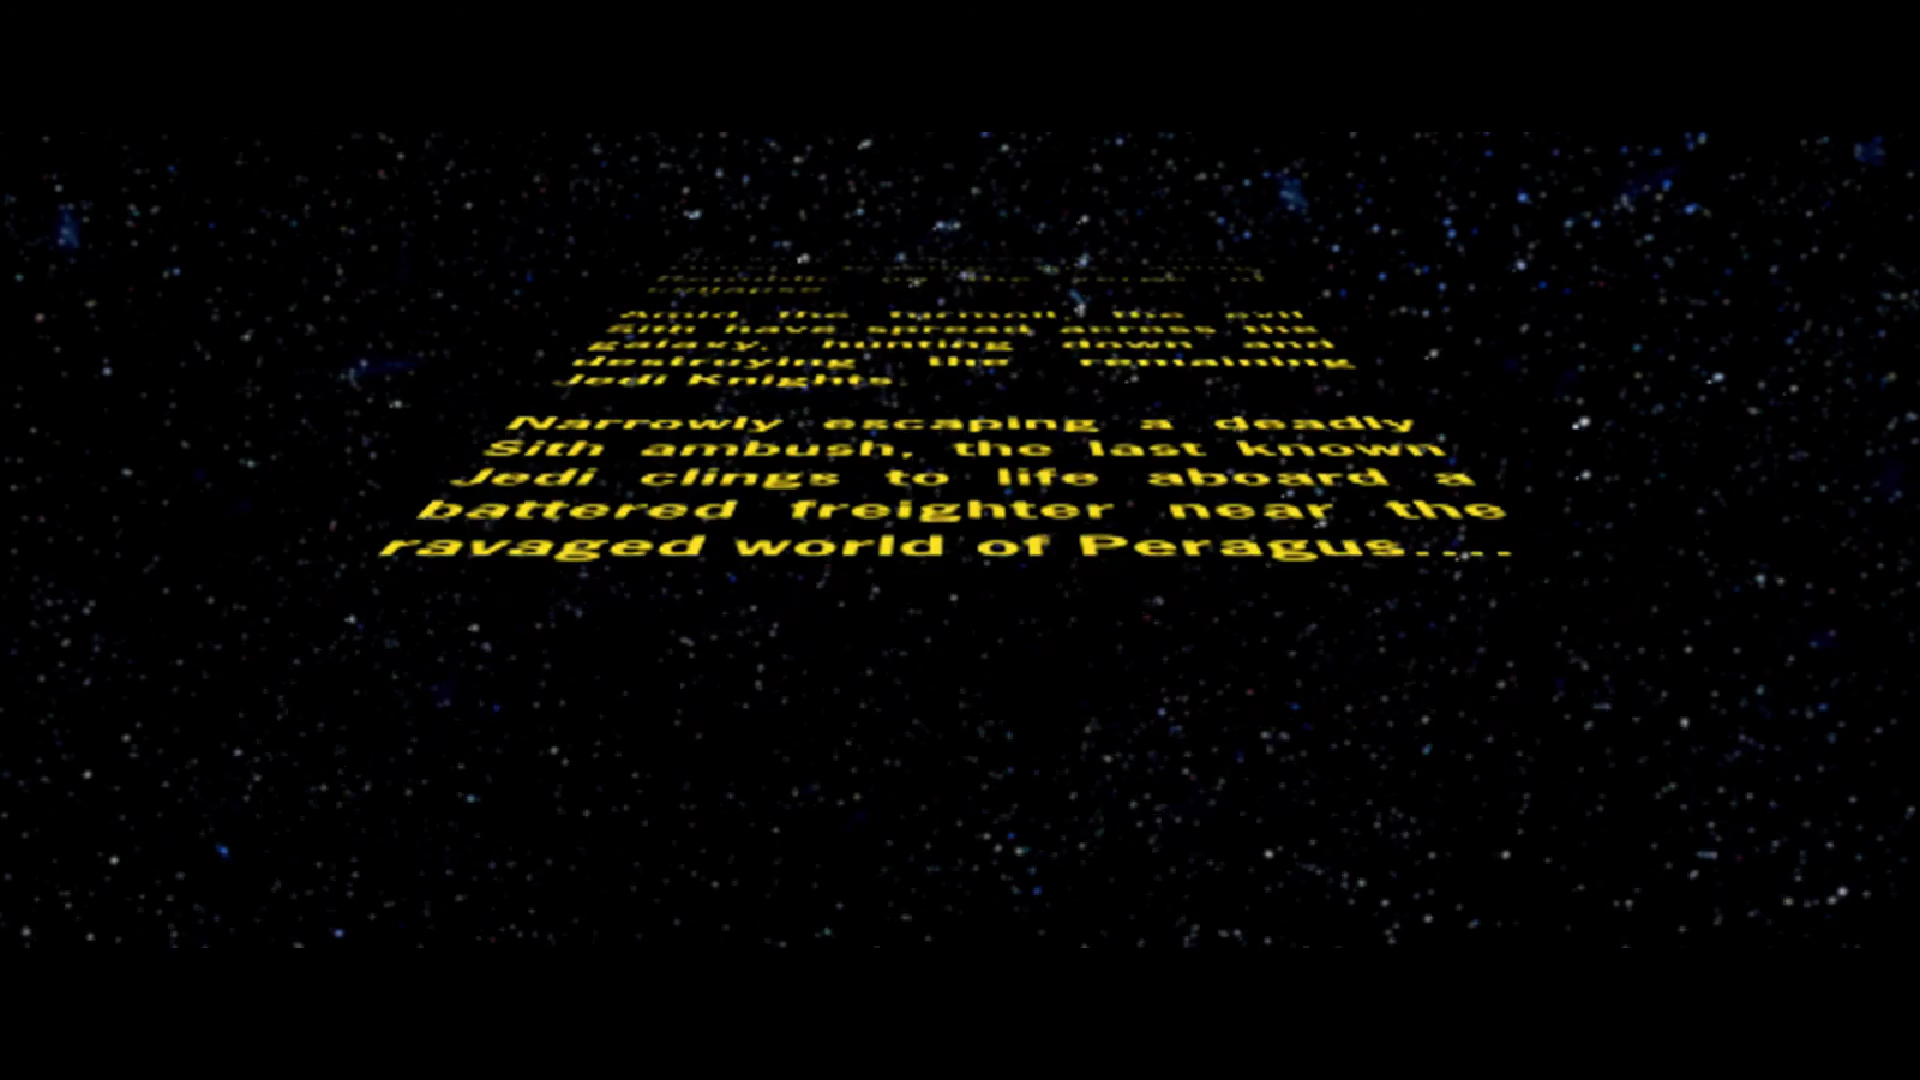 collapse.
Amid the turmoil, the evil
Sith have spread across the
galaxy, hunting down and
destroying the remaining
Jedi Knights.
Narrowly escaping a deadly
Sith ambush, the last known
Jedi clings to life aboard a
battered freighter near the
ravaged world of Peragus....